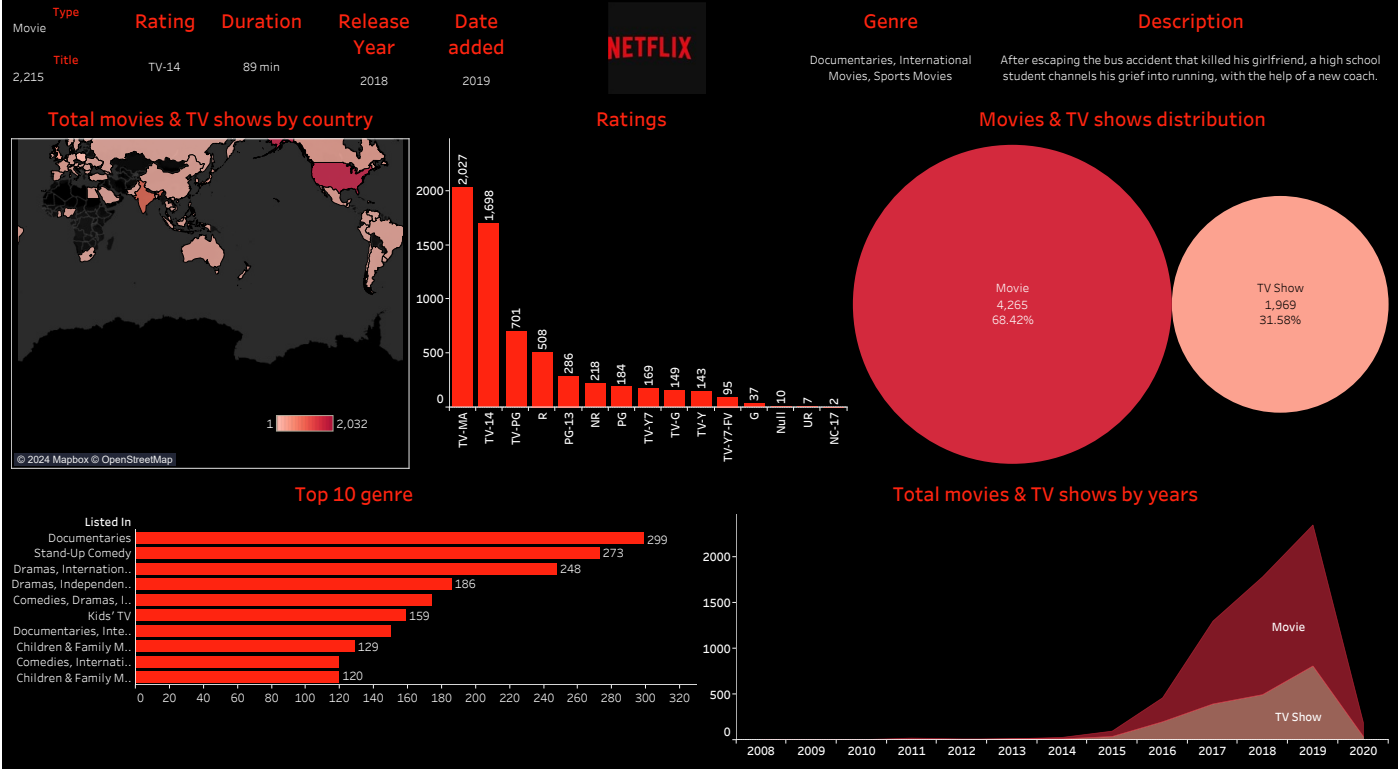 Type
Movie
Title
2,215
Rating
TV-14
Duration
89 min
Release
Year
2018
Date
added
2019
NETFLIX
Genre
Documentaries, International
Movies, Sports Movies
Description
After escaping the bus accident that killed his girlfriend, a high school
student channels his grief into running, with the help of a new coach.
Total movies & TV shows by country
1
2,032
© 2024 Mapbox © OpenStreetMap
Ratings
2000
1500
1000
500
0
2,027
1,698
701
508
286
218
184
169
149
143
95
37
10
7
2
TV-MA
TV-14
TV-PG
R
PG-13
NR
PG
TV-Y7
TV-G
TV-Y
TV-Y7-FV
G
Null
UR
NC-17
Movies & TV shows distribution
Movie
4,265
68.42%
TV Show
1,969
31.58%
Top 10 genre
Listed In
Documentaries 299
Stand-Up Comedy 273
Dramas, Internation.. 248
Dramas, Independen.. 186
Comedies, Dramas, I..
Kids' TV 159
Documentaries, Inte..
Children & Family M.. 129
Comedies, Internati..
Children & Family M.. 120
0 20 40 60 80 100 120 140 160 180 200 220 240 260 280 300 320
Total movies & TV shows by years
2000
1500
1000
500
0
Movie
TV Show
2008 2009 2010 2011 2012 2013 2014 2015 2016 2017 2018 2019 2020